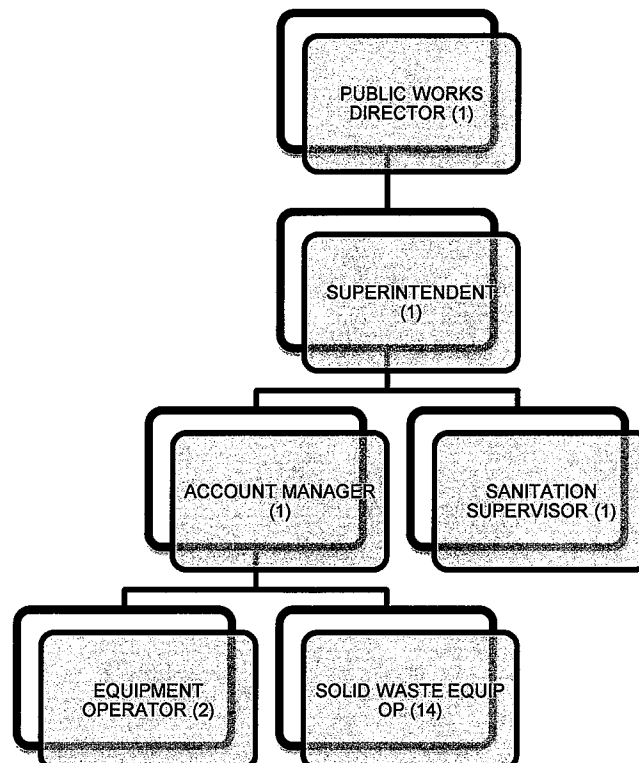 PUBLIC WORKS
DIRECTOR (1)
SUPERINTENDENT
(1)
ACCOUNT MANAGER
(1)
SANITATION
SUPERVISOR (1)
EQUIPMENT
OPERATOR (2)
SOLID WASTE EQUIP
OP (14)